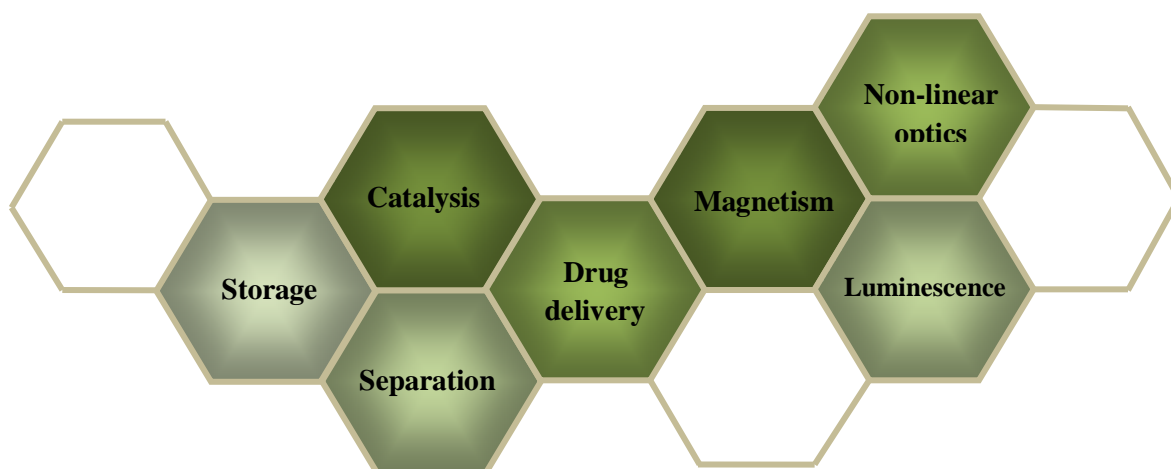 Non-linear
optics
Catalysis
Magnetism
Storage
Drug
delivery
Luminescence
Separation